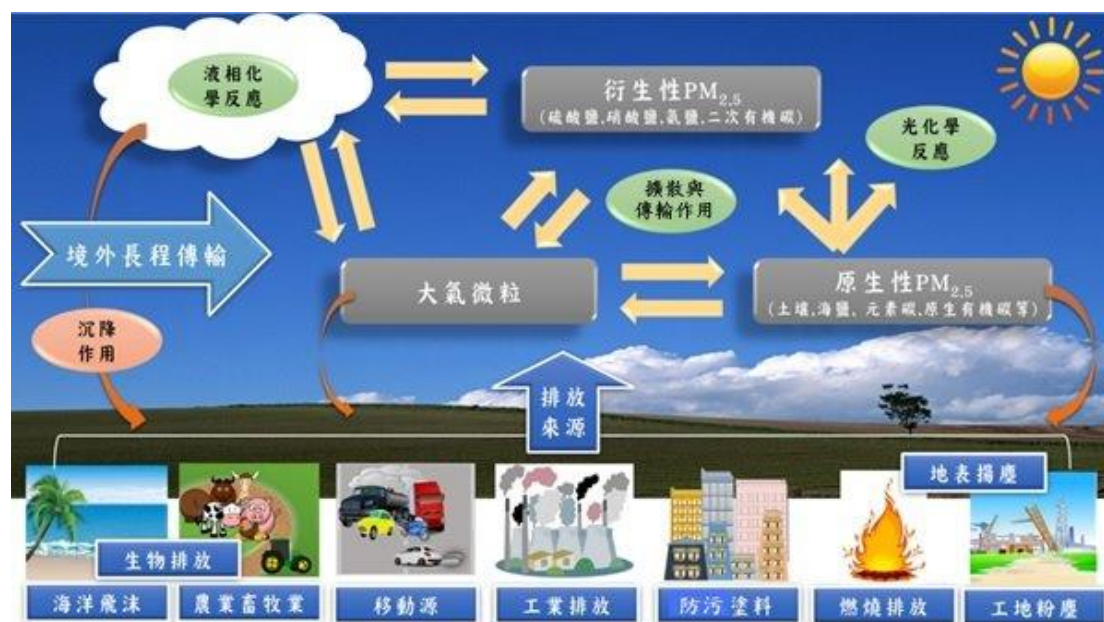 液相化
學反應
衍生性PM2.5
(硫酸鹽.硝酸鹽.氨鹽.二次有機碳)
光化學
反應
擴散與
傳輸作用
境外長程傳輸
大氣微粒
原生性PM2.5
(土壤.海鹽、元素碳.原生有機碳等)
沉降
作用
排放
來源
地表揚塵
生物排放
海洋飛沫
農業畜牧業
移動源
工業排放
防污塗料
燃燒排放
工地粉塵